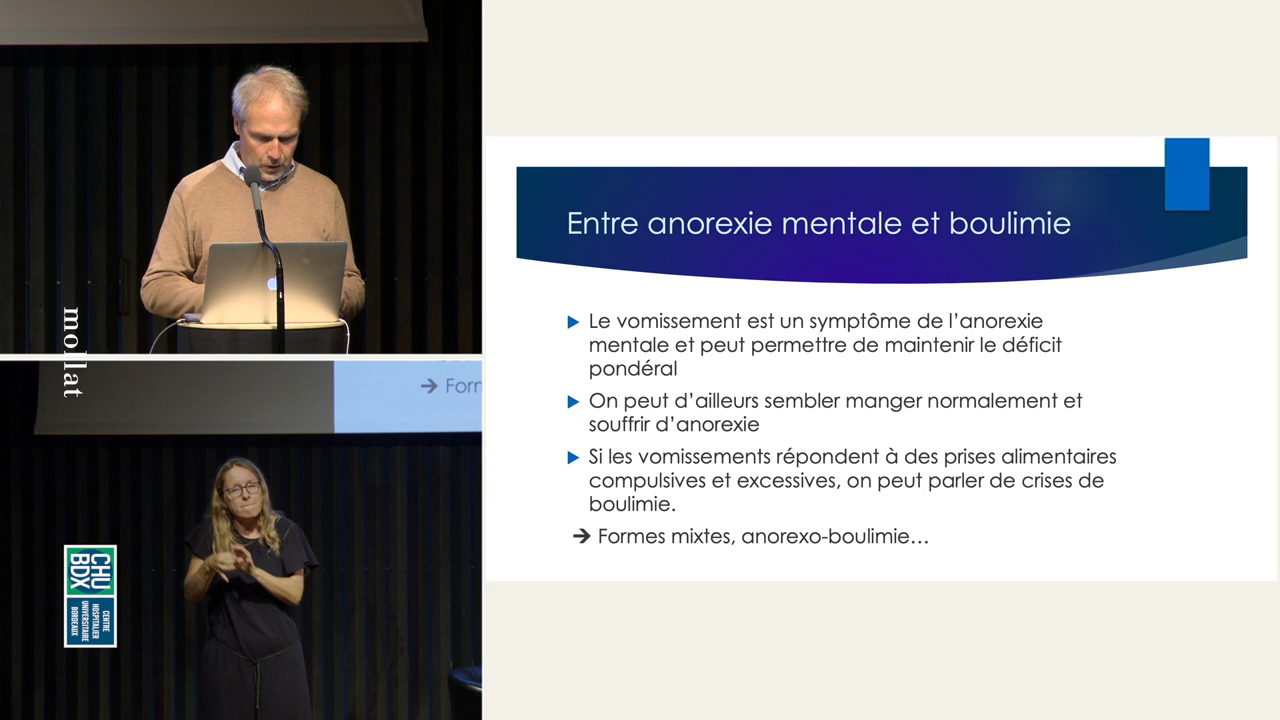 mollat
➔ Form
CHU
BDX
CENTRE
HOSPITALIER
UNIVERSITAIRE
BORDEAUX
Entre anorexie mentale et boulimie
Le vomissement est un symptôme de l’anorexie
mentale et peut permettre de maintenir le déficit
pondéral
On peut d’ailleurs sembler manger normalement et
souffrir d’anorexie
Si les vomissements répondent à des prises alimentaires
compulsives et excessives, on peut parler de crises de
boulimie.
➔ Formes mixtes, anorexo-boulimie…